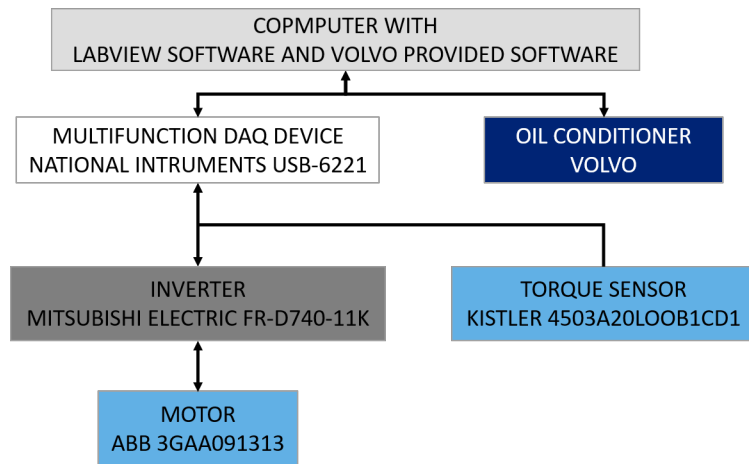 COPMPUTER WITH
LABVIEW SOFTWARE AND VOLVO PROVIDED SOFTWARE
MULTIFUNCTION DAQ DEVICE
NATIONAL INTRUMENTS USB-6221
OIL CONDITIONER
VOLVO
INVERTER
MITSUBISHI ELECTRIC FR-D740-11K
TORQUE SENSOR
KISTLER 4503A20LOOB1CD1
MOTOR
ABB 3GAA091313